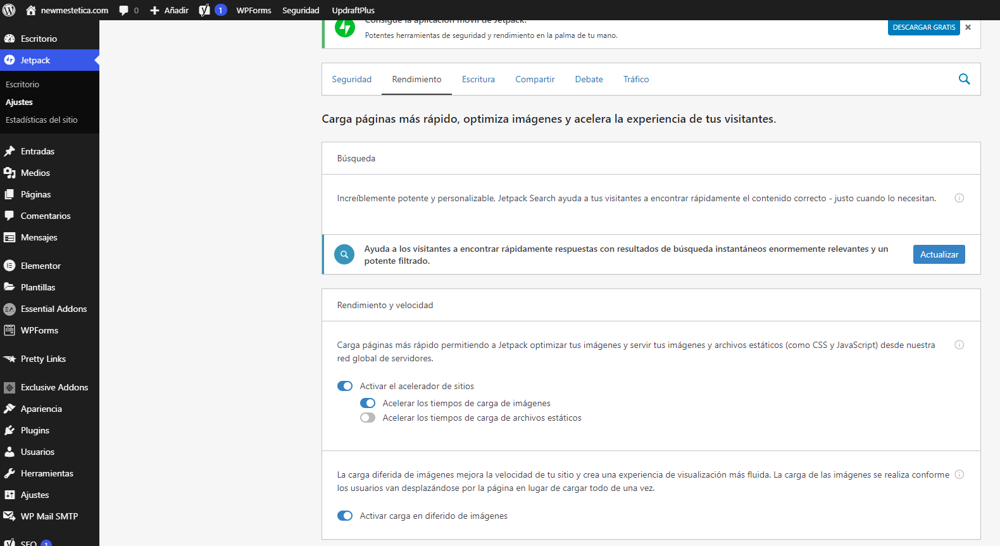 newmestetica.com
0
Añadir
1
WPForms
Seguridad
UpdraftPlus
Escritorio
Jetpack
Escritorio
Ajustes
Estadísticas del sitio
Entradas
Medios
Páginas
Comentarios
Mensajes
Elementor
Plantillas
Essential Addons
WPForms
Pretty Links
Exclusive Addons
Apariencia
Plugins
Usuarios
Herramientas
Ajustes
WP Mail SMTP
SEO 1
Consigue la aplicación móvil de Jetpack.
Potentes herramientas de seguridad y rendimiento en la palma de tu mano.
DESCARGAR GRATIS
Seguridad
Rendimiento
Escritura
Compartir
Debate
Tráfico
Carga páginas más rápido, optimiza imágenes y acelera la experiencia de tus visitantes.
Búsqueda
Increíblemente potente y personalizable, Jetpack Search ayuda a tus visitantes a encontrar rápidamente el contenido correcto - justo cuando lo necesitan.
Ayuda a los visitantes a encontrar rápidamente respuestas con resultados de búsqueda instantáneos enormemente relevantes y un
potente filtrado.
Actualizar
Rendimiento y velocidad
Carga páginas más rápido permitiendo a Jetpack optimizar tus imágenes y servir tus imágenes y archivos estáticos (como CSS y JavaScript) desde nuestra
red global de servidores.
Activar el acelerador de sitios
Acelerar los tiempos de carga de imágenes
Acelerar los tiempos de carga de archivos estáticos
La carga diferida de imágenes mejora la velocidad de tu sitio y crea una experiencia de visualización más fluida. La carga de las imágenes se realiza conforme
los usuarios van desplazándose por la página en lugar de cargar todo de una vez.
Activar carga en diferido de imágenes